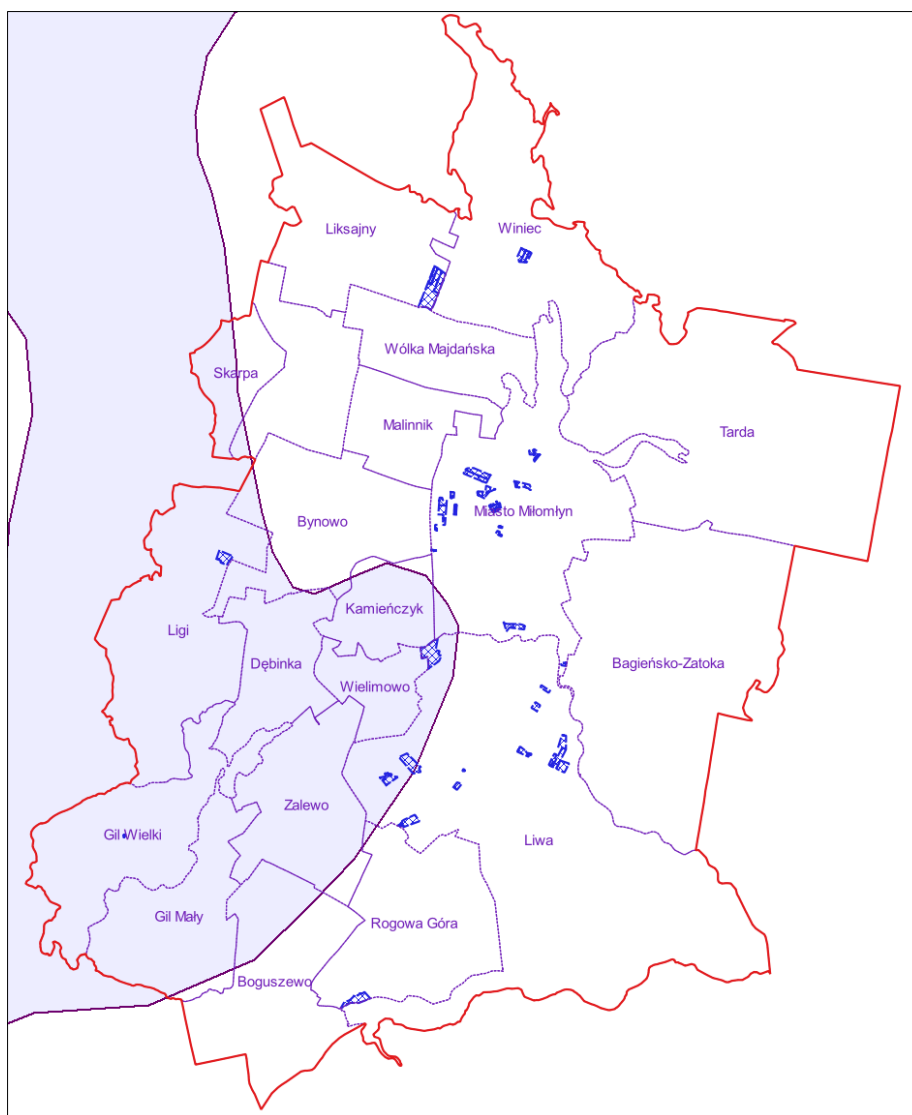 Liksajny
Winiec
Wólka Majdańska
Skarpa
Malinnik
Tarda
Bynowo
Miasto Miłomłyn
Kamieńczyk
Ligi
Dębinka
Bagieńsko-Zatoka
Wielimowo
Zalewo
Gil Wielki
Liwa
Gil Mały
Rogowa Góra
Boguszewo